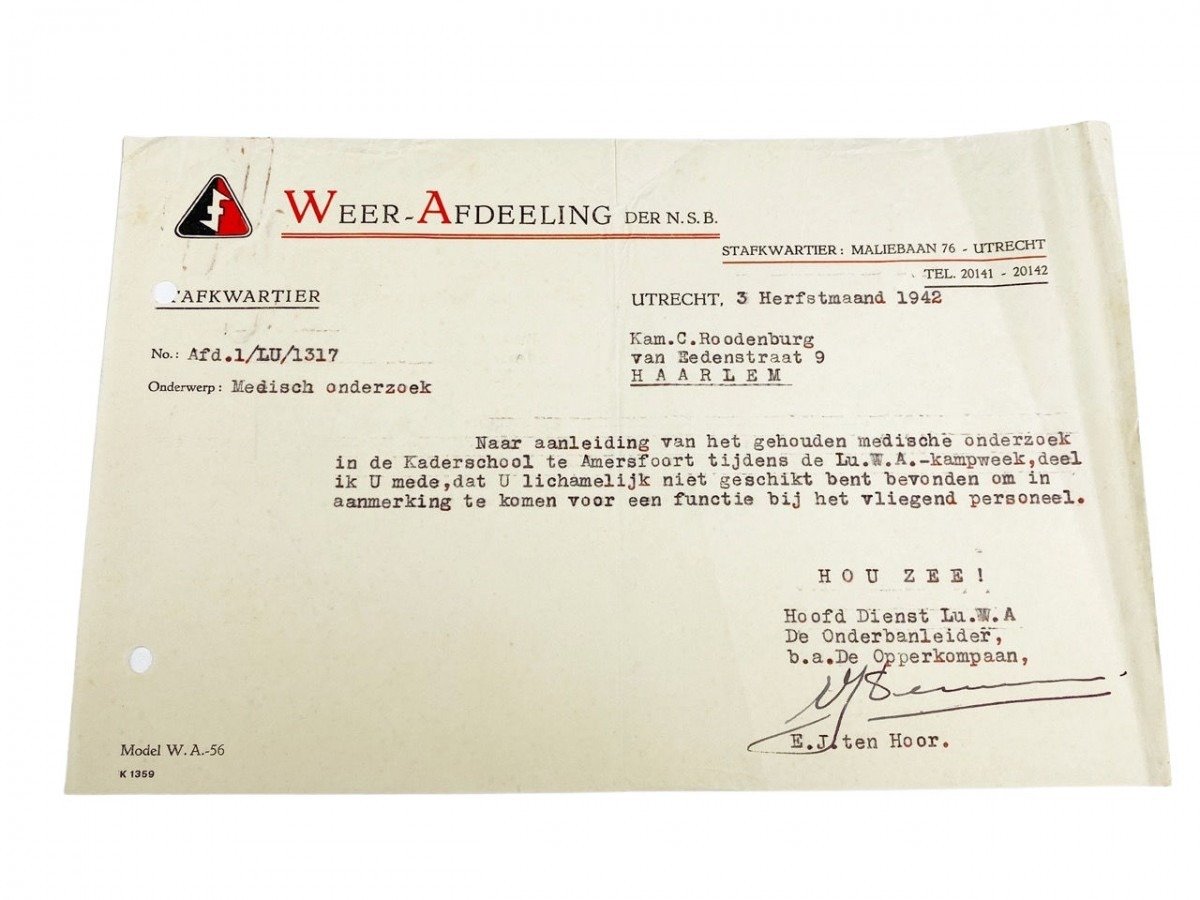 WEER-AFDEELING DER N.S.B.
STAFKWARTIER: MALIEBAAN 76 - UTRECHT
TEL. 20141 - 20142
TAFKWARTIER
UTRECHT, 3 Herfstmaand 1942
Kam.C.Roodenburg
van Eedenstraat 9
HAARLEM
No.: Afd.1/LU/1317
Onderwerp: Medisch onderzoek
Naar aanleiding van het gehouden medische onderzoek
in de Kaderschool te Amersfoort tijdens de Lu.W.A.-kampweek,deel
ik U mede,dat U lichamelijk niet geschikt bent bevonden om in
aanmerking te komen voor een functie bij het vliegend personeel.
HOU ZEE!
Hoofd Dienst Lu.W.A
De Onderbanleider,
b.a.De Opperkompaan,
E.J.ten Hoor.
Model W.A.-56
K 1359